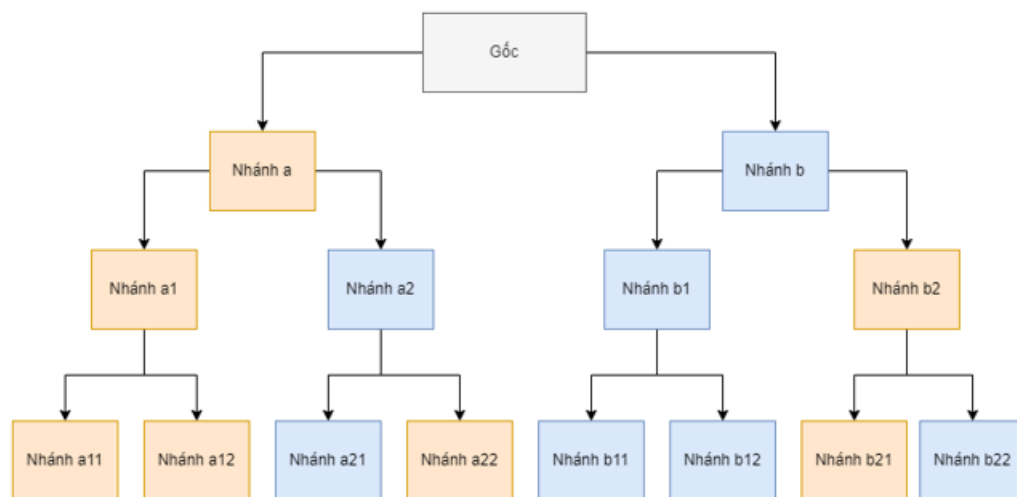 Gốc
Nhánh a
Nhánh b
Nhánh a1
Nhánh a2
Nhánh b1
Nhánh b2
Nhánh a11
Nhánh a12
Nhánh a21
Nhánh a22
Nhánh b11
Nhánh b12
Nhánh b21
Nhánh b22